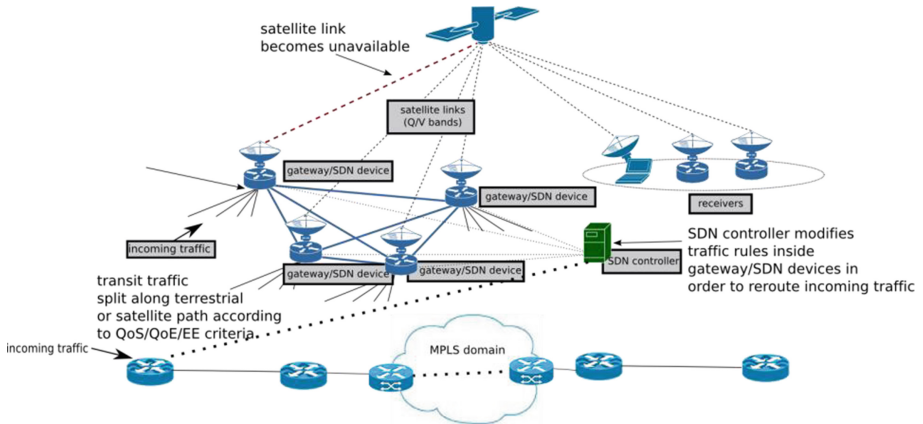 satellite link
becomes unavailable
satellite links
(Q/V bands)
gateway/SDN device
gateway/SDN device
receivers
incoming traffic
SDN controller modifies
traffic rules inside
gateway/SDN devices in
order to reroute incoming traffic
SDN controller
gateway/SDN device
gateway/SDN device
transit traffic
split along terrestrial
or satellite path according
to QoS/QoE/EE criteria.
incoming traffic
MPLS domain